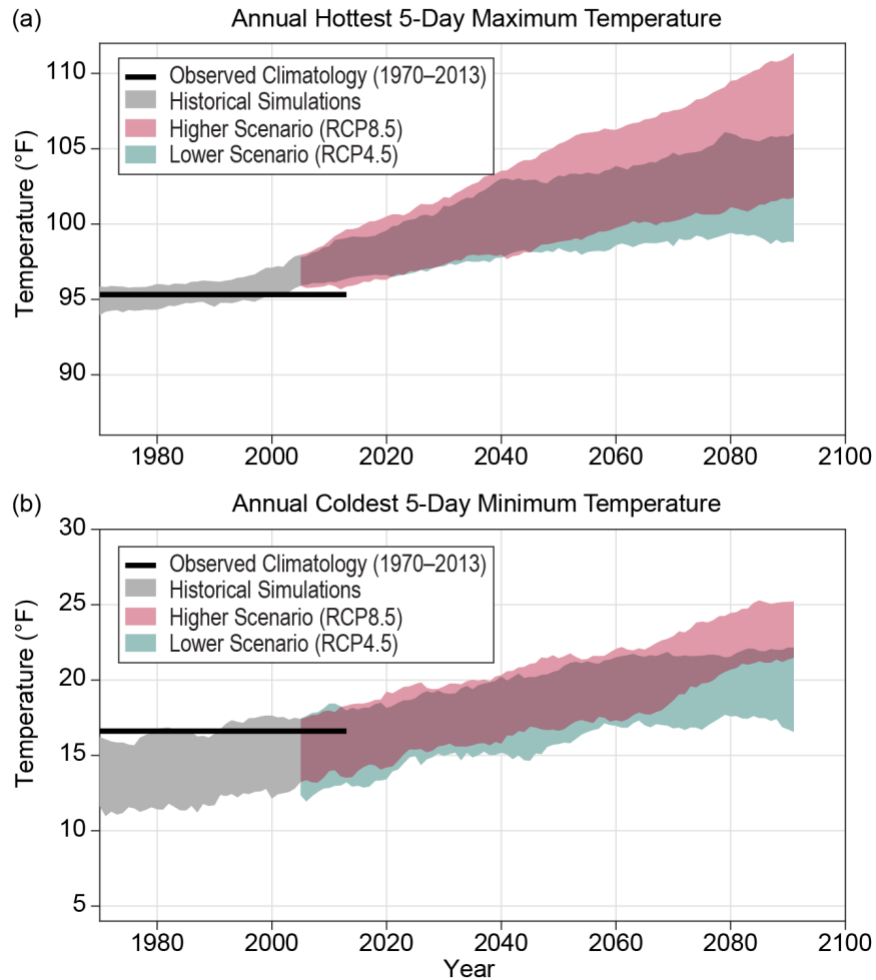 (a) Annual Hottest 5-Day Maximum Temperature
Observed Climatology (1970–2013)
Historical Simulations
Higher Scenario (RCP8.5)
Lower Scenario (RCP4.5)
Temperature (°F)
110
105
100
95
90
1980 2000 2020 2040 2060 2080 2100
(b) Annual Coldest 5-Day Minimum Temperature
Observed Climatology (1970–2013)
Historical Simulations
Higher Scenario (RCP8.5)
Lower Scenario (RCP4.5)
Temperature (°F)
30
25
20
15
10
5
1980 2000 2020 2040 2060 2080 2100
Year